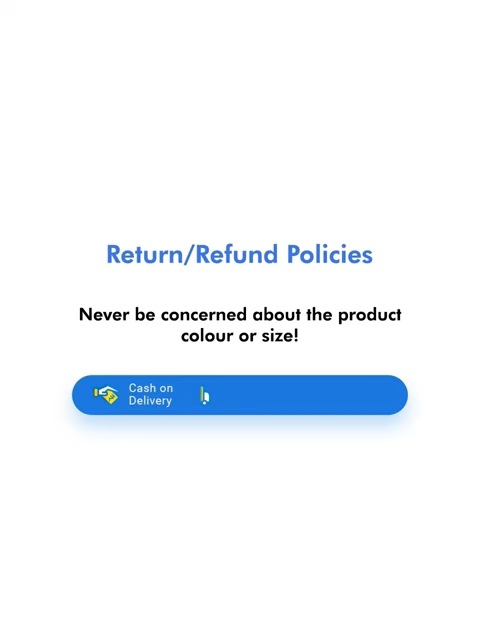 Return/Refund Policies
Never be concerned about the product
colour or size!
Cash on
Delivery